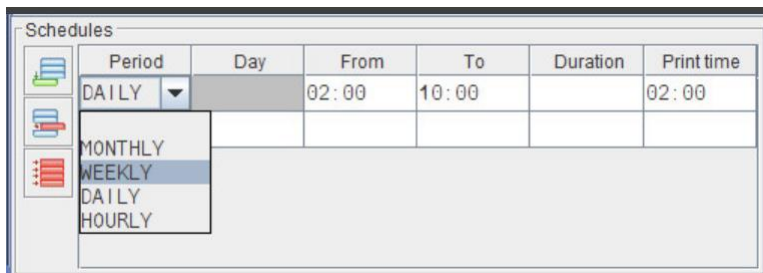 Schedules
Period Day From To Duration Print time
DAILY 02:00 10:00 02:00
MONTHLY
WEEKLY
DAILY
HOURLY